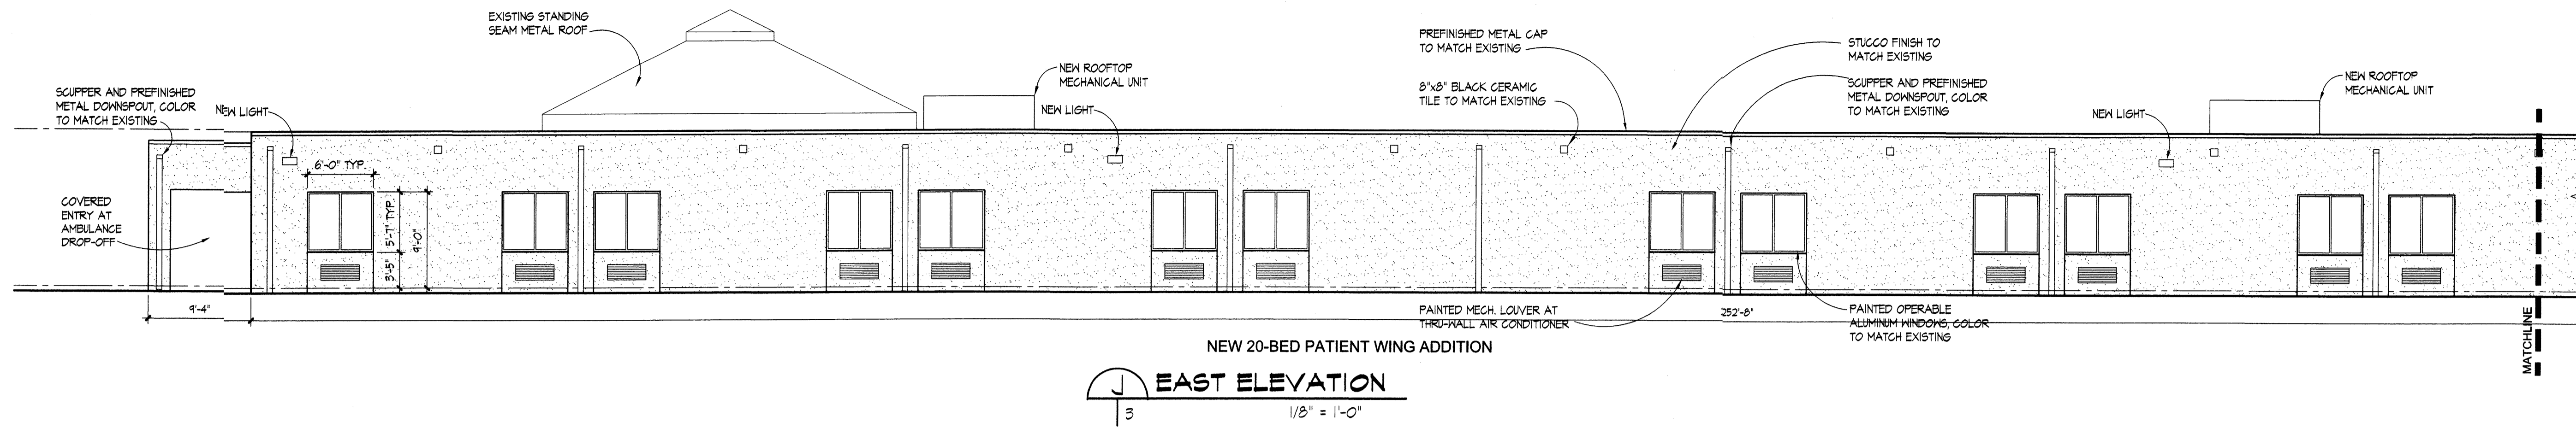 EXISTING STANDING
SEAM METAL ROOF
NEW ROOFTOP
MECHANICAL UNIT
PREFINISHED METAL CAP
TO MATCH EXISTING
STUCCO FINISH TO
MATCH EXISTING
SCUPPER AND PREFINISHED
METAL DOWNSPOUT, COLOR
TO MATCH EXISTING
NEW LIGHT
NEW LIGHT
8"x8" BLACK CERAMIC
TILE TO MATCH EXISTING
SCUPPER AND PREFINISHED
METAL DOWNSPOUT, COLOR
TO MATCH EXISTING
NEW LIGHT
NEW ROOFTOP
MECHANICAL UNIT
6'-0" TYP.
5'-7" TYP.
9'-0"
3'-5"
COVERED
ENTRY AT
AMBULANCE
DROP-OFF
9'-4"
PAINTED MECH. LOUVER AT
THRU-WALL AIR CONDITIONER
252'-8"
PAINTED OPERABLE
ALUMINUM WINDOWS, COLOR
TO MATCH EXISTING
MATCHLINE
NEW 20-BED PATIENT WING ADDITION
J EAST ELEVATION
3 1/8" = 1'-0"